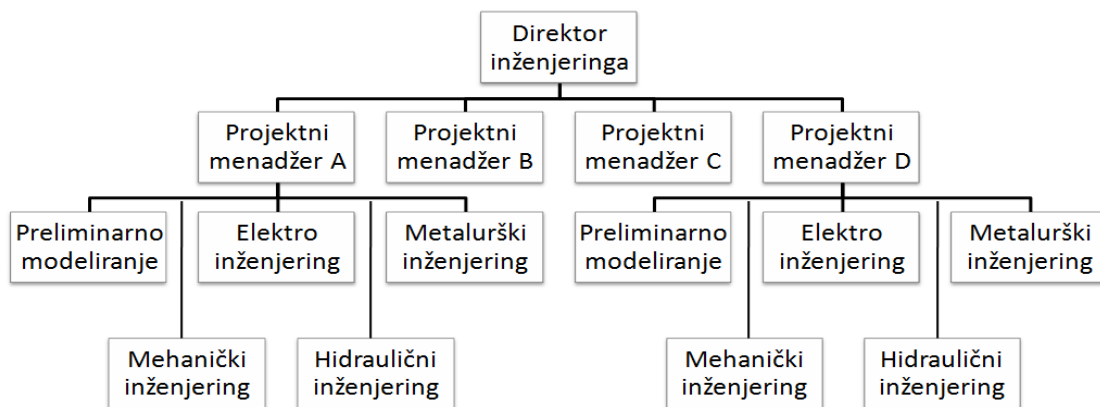 Direktor
inženjeringa
Projektni
menadžer A
Projektni
menadžer B
Projektni
menadžer C
Projektni
menadžer D
Preliminarno
modeliranje
Elektro
inženjering
Metalurški
inženjering
Preliminarno
modeliranje
Elektro
inženjering
Metalurški
inženjering
Mehanički
inženjering
Hidraulični
inženjering
Mehanički
inženjering
Hidraulični
inženjering